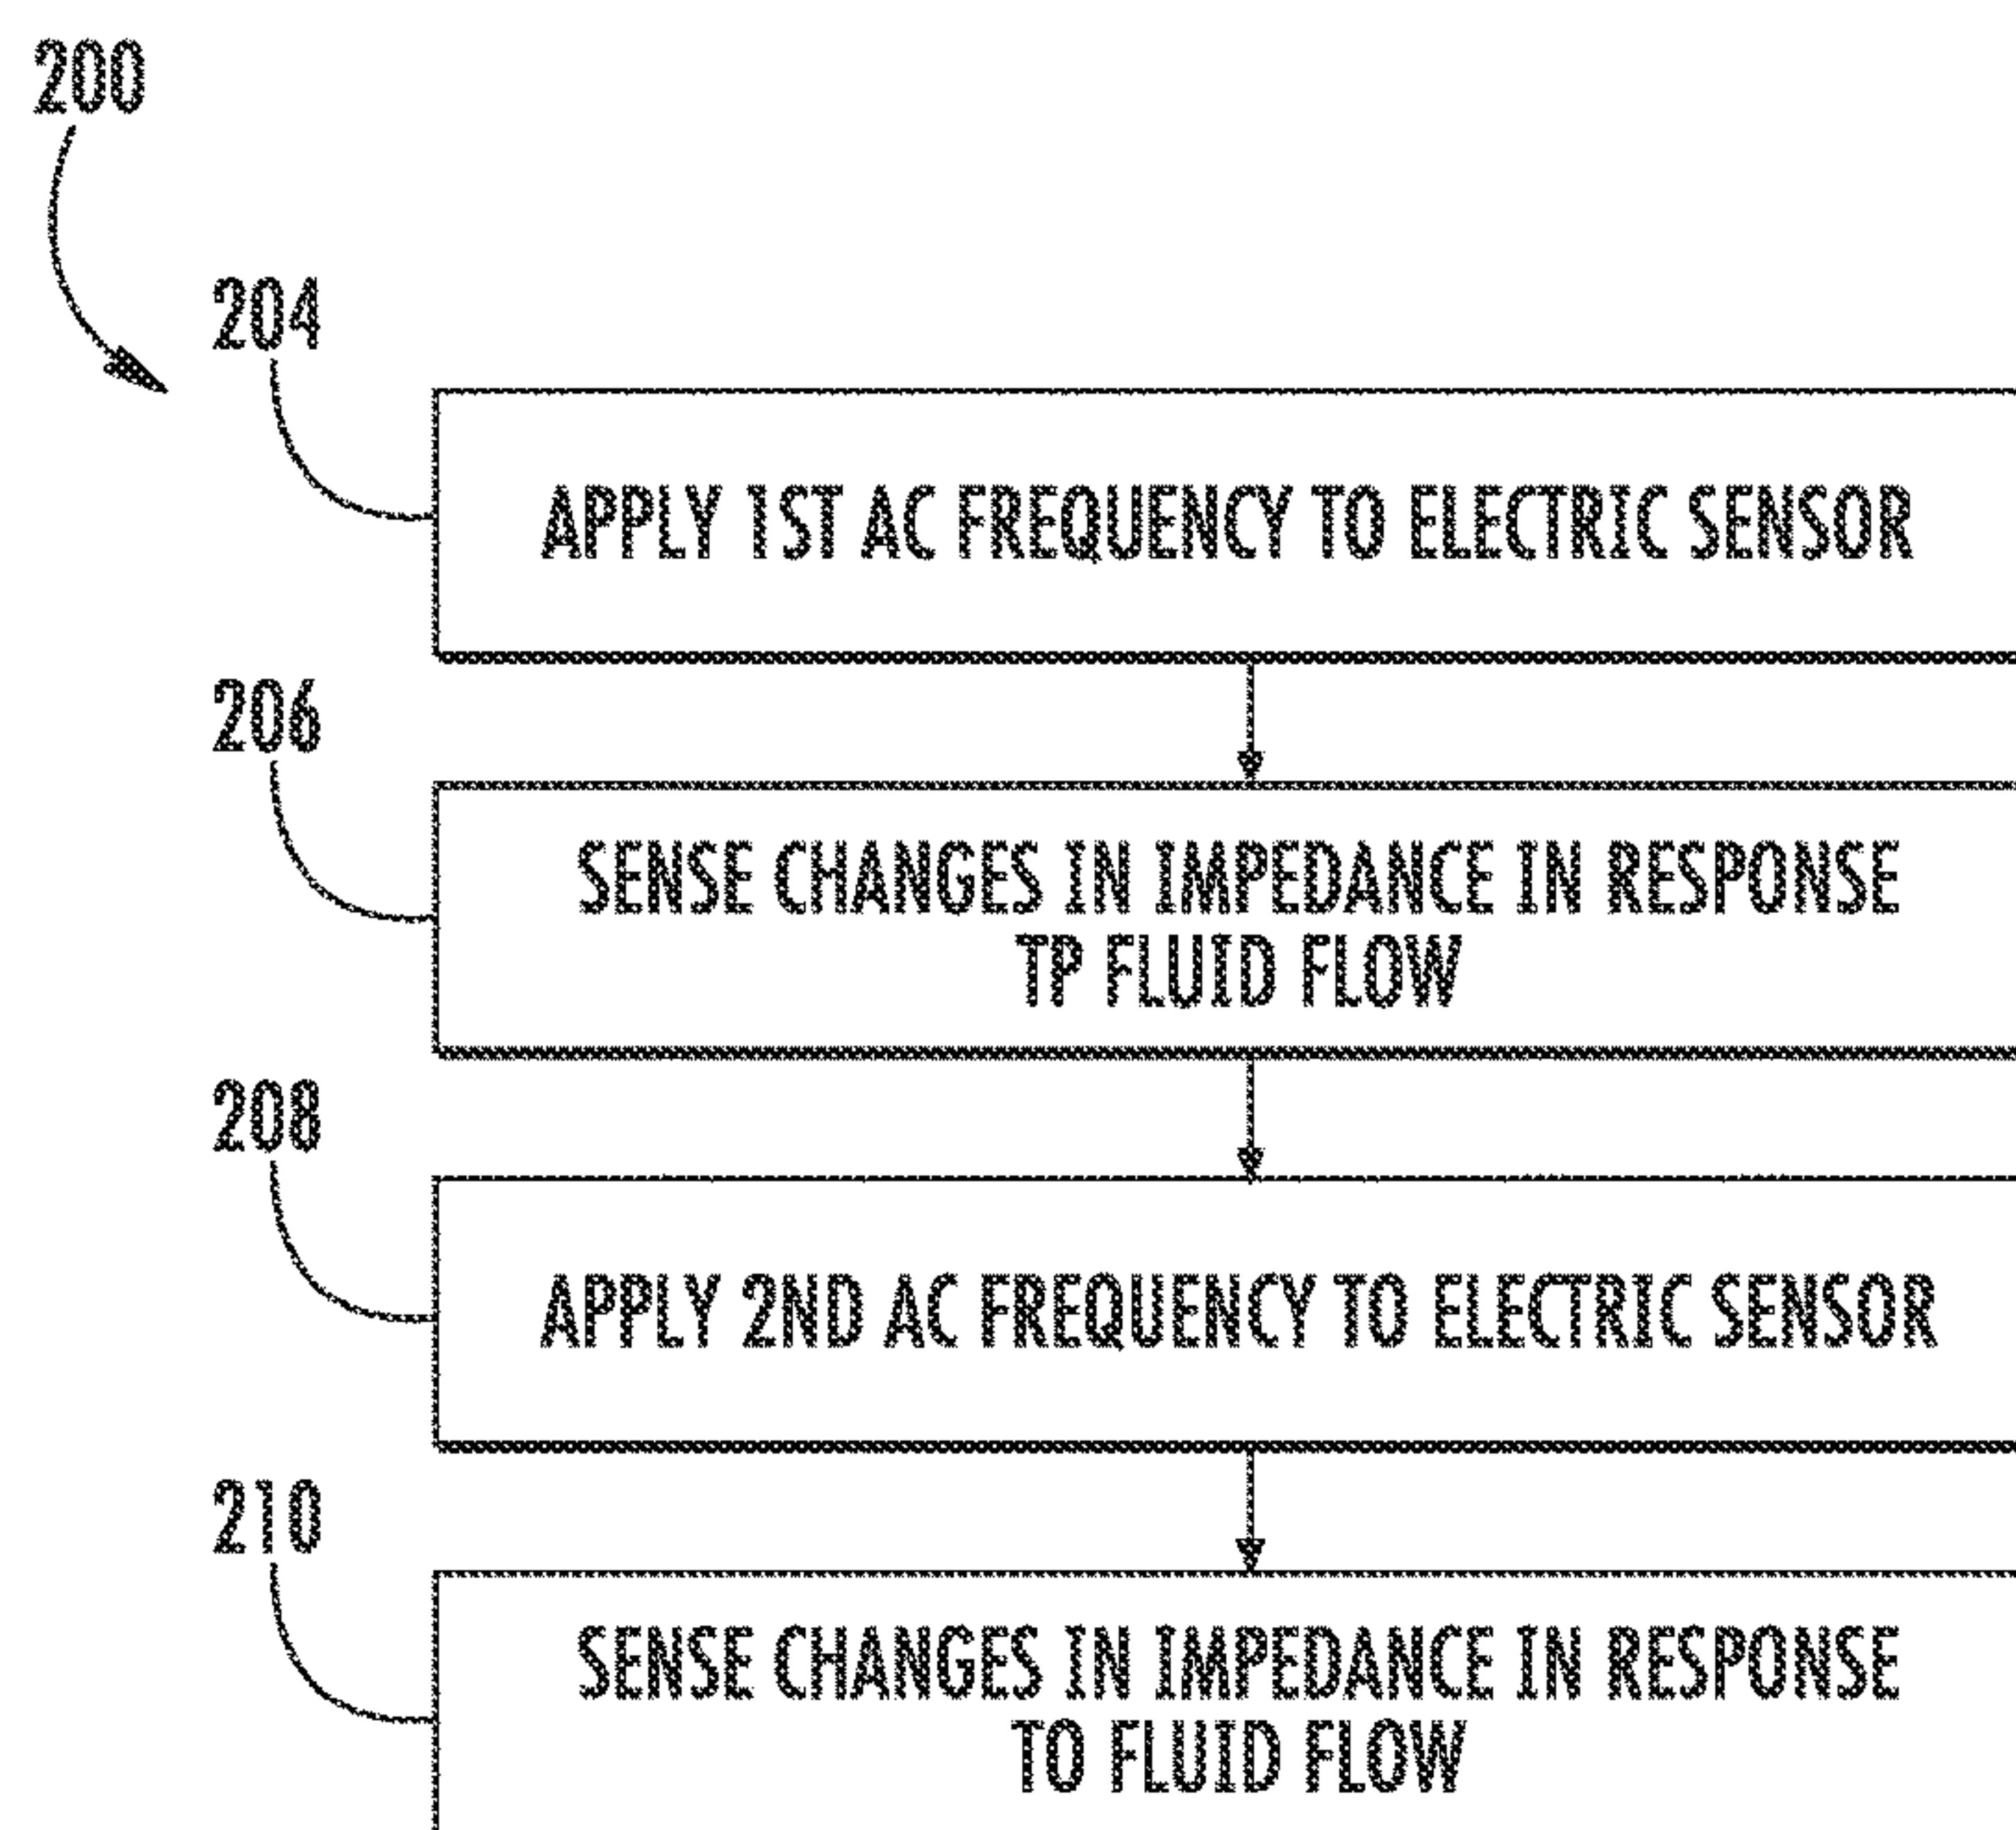 200
204
APPLY 1ST AC FREQUENCY TO ELECTRIC SENSOR
206
SENSE CHANGES IN IMPEDANCE IN RESPONSE
TP FLUID FLOW
208
APPLY 2ND AC FREQUENCY TO ELECTRIC SENSOR
210
SENSE CHANGES IN IMPEDANCE IN RESPONSE
TO FLUID FLOW